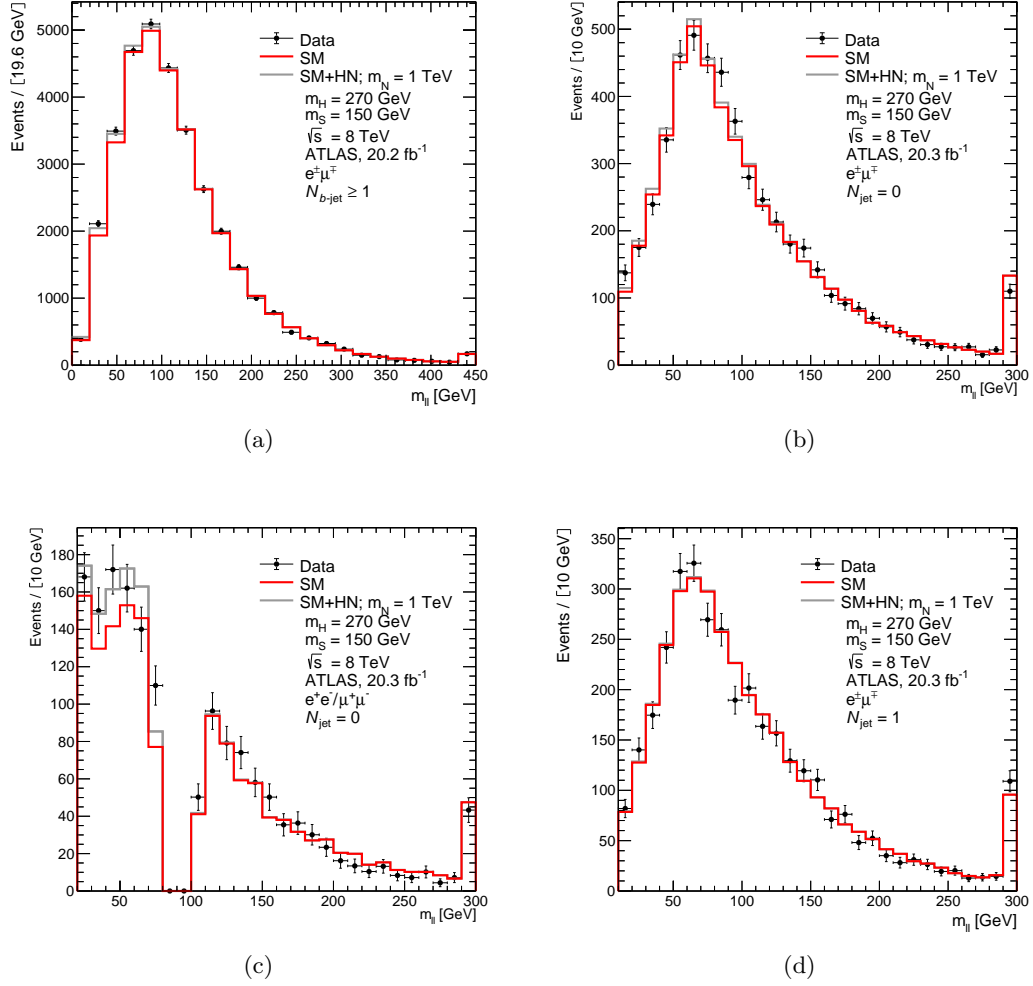 Events / [19.6 GeV]
5000
4000
3000
2000
1000
0
Data
SM
SM+HN; m_N = 1 TeV
m_H = 270 GeV
m_S = 150 GeV
√s = 8 TeV
ATLAS, 20.2 fb⁻¹
e±μ∓
N_b-jet ≥ 1
0 50 100 150 200 250 300 350 400 450
m_ll [GeV]
(a)
Events / [10 GeV]
500
400
300
200
100
0
Data
SM
SM+HN; m_N = 1 TeV
m_H = 270 GeV
m_S = 150 GeV
√s = 8 TeV
ATLAS, 20.3 fb⁻¹
e±μ∓
N_jet = 0
50 100 150 200 250 300
m_ll [GeV]
(b)
Events / [10 GeV]
180
160
140
120
100
80
60
40
20
0
Data
SM
SM+HN; m_N = 1 TeV
m_H = 270 GeV
m_S = 150 GeV
√s = 8 TeV
ATLAS, 20.3 fb⁻¹
e⁺e⁻/μ⁺μ⁻
N_jet = 0
50 100 150 200 250 300
m_ll [GeV]
(c)
Events / [10 GeV]
350
300
250
200
150
100
50
0
Data
SM
SM+HN; m_N = 1 TeV
m_H = 270 GeV
m_S = 150 GeV
√s = 8 TeV
ATLAS, 20.3 fb⁻¹
e±μ∓
N_jet = 1
50 100 150 200 250 300
m_ll [GeV]
(d)